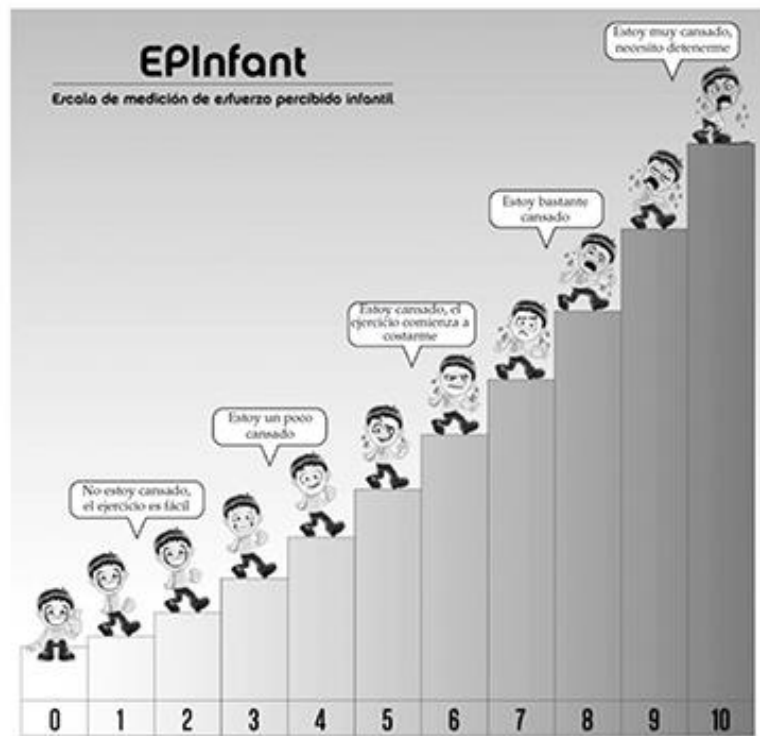 EPInfant
Escala de medición de esfuerzo percibido infantil
Estoy muy cansado,
necesito detenerme
Estoy bastante
cansado
Estoy cansado, el
ejercicio comienza a
costarme
Estoy un poco
cansado
No estoy cansado,
el ejercicio es fácil
0 1 2 3 4 5 6 7 8 9 10